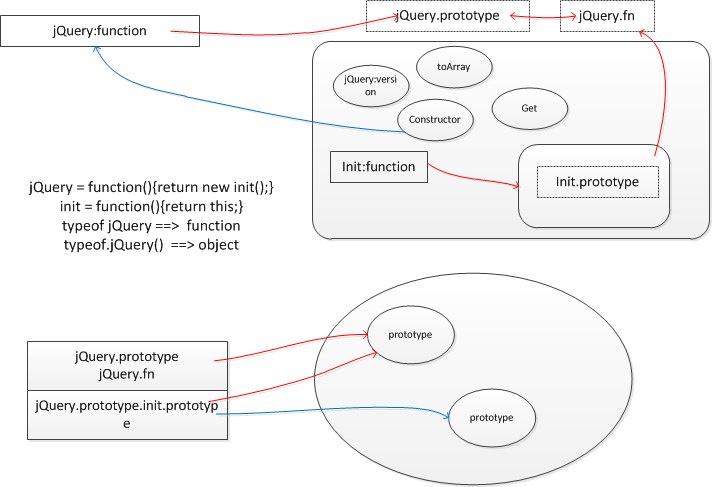 jQuery:function
jQuery.prototype
jQuery.fn
jQuery:versi
on
toArray
Constructor
Get
Init:function
Init.prototype
jQuery = function(){return new init();}
init = function(){return this;}
typeof jQuery ==> function
typeof.jQuery() ==> object
jQuery.prototype
jQuery.fn
jQuery.prototype.init.prototyp
e
prototype
prototype